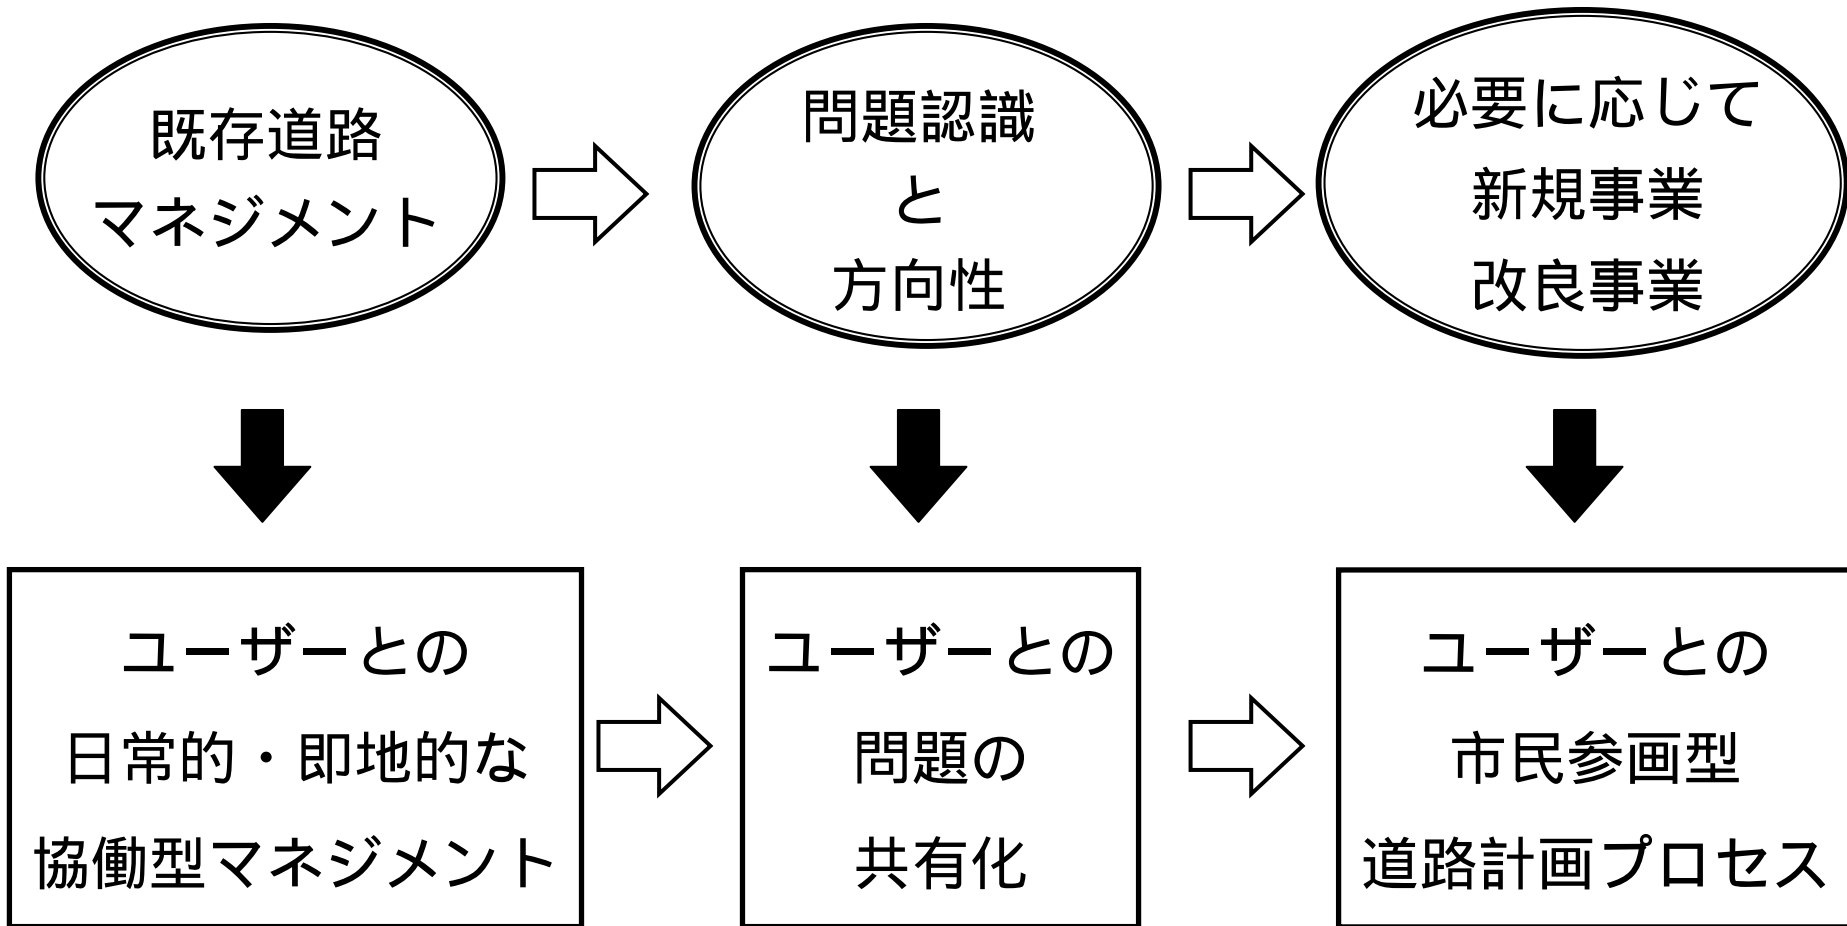 既存道路
マネジメント
問題認識
と
方向性
必要に応じて
新規事業
改良事業
ユーザーとの
日常的・即地的な
協働型マネジメント
ユーザーとの
問題の
共有化
ユーザーとの
市民参画型
道路計画プロセス